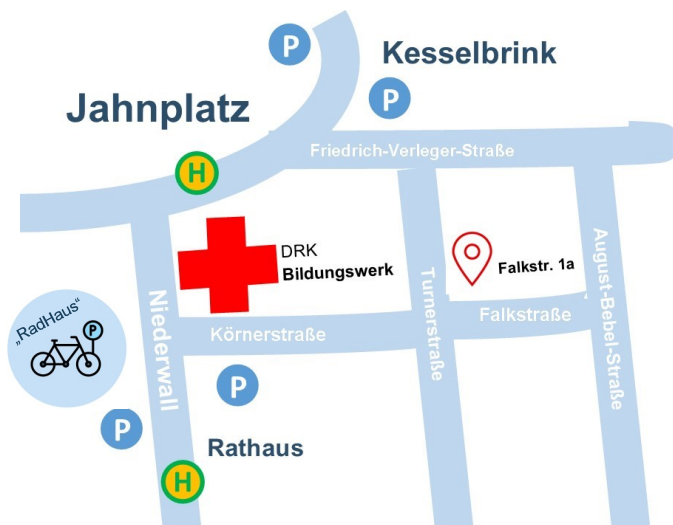 P
Kesselbrink
P
Jahnplatz
Friedrich-Verleger-Straße
H
DRK
Bildungswerk
Falkstr. 1a
„RadHaus“
P
Niederwall
Körnerstraße
Turnerstraße
Falkstraße
August-Bebel-Straße
P
P
Rathaus
H